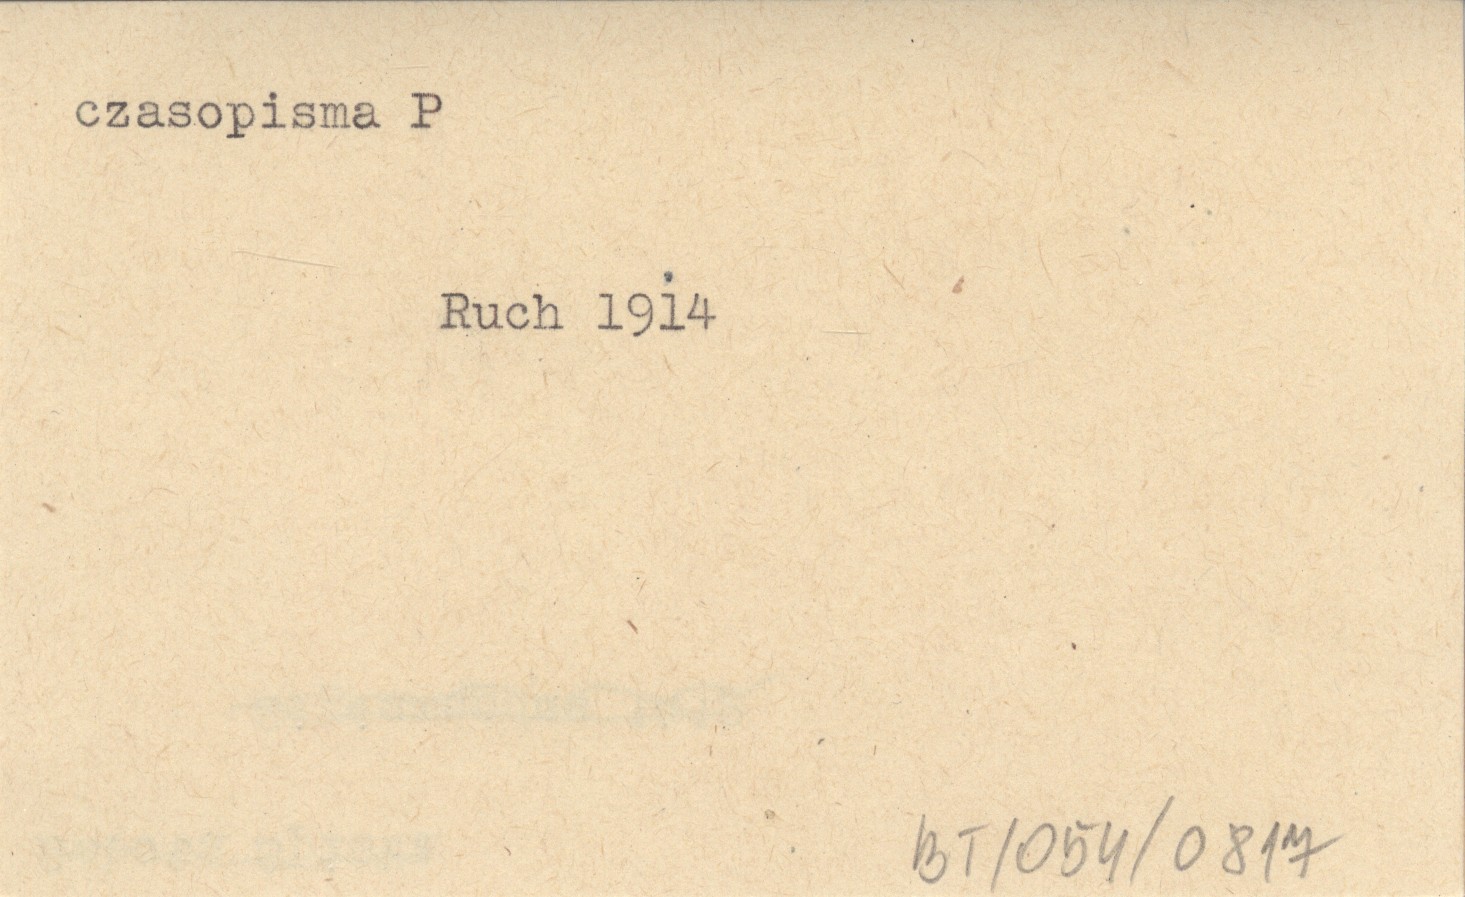 czasopisma P
Ruch 1914
BT/054/0817